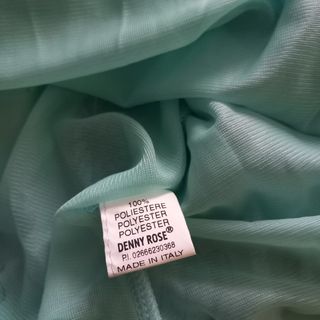 100%
POLIESTERE
POLYESTER
POLYESTER
DENNY ROSE®
P.I. 02666230368
MADE IN ITALY